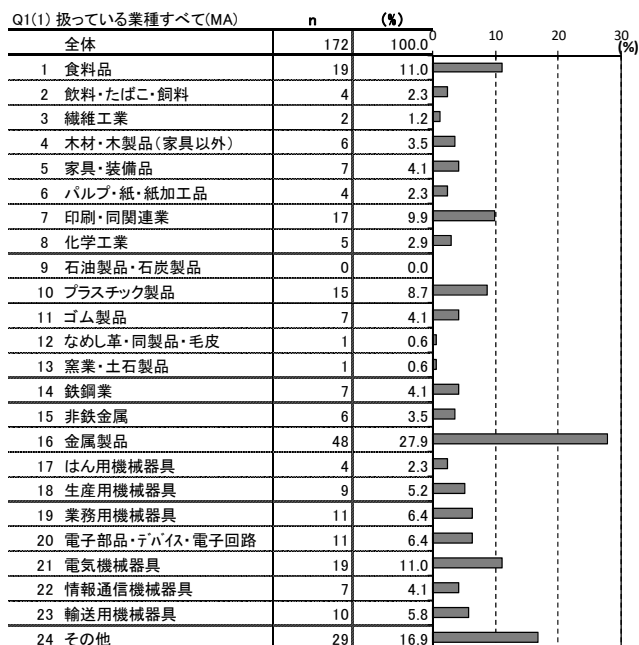 Q1(1) 扱っている業種すべて(MA) n (%)
0 10 20 30
(%)
全体 172 100.0
1 食料品 19 11.0
2 飲料・たばこ・飼料 4 2.3
3 繊維工業 2 1.2
4 木材・木製品（家具以外） 6 3.5
5 家具・装備品 7 4.1
6 パルプ・紙・紙加工品 4 2.3
7 印刷・同関連業 17 9.9
8 化学工業 5 2.9
9 石油製品・石炭製品 0 0.0
10 プラスチック製品 15 8.7
11 ゴム製品 7 4.1
12 なめし革・同製品・毛皮 1 0.6
13 窯業・土石製品 1 0.6
14 鉄鋼業 7 4.1
15 非鉄金属 6 3.5
16 金属製品 48 27.9
17 はん用機械器具 4 2.3
18 生産用機械器具 9 5.2
19 業務用機械器具 11 6.4
20 電子部品・ﾃﾞﾊﾞｲｽ・電子回路 11 6.4
21 電気機械器具 19 11.0
22 情報通信機械器具 7 4.1
23 輸送用機械器具 10 5.8
24 その他 29 16.9